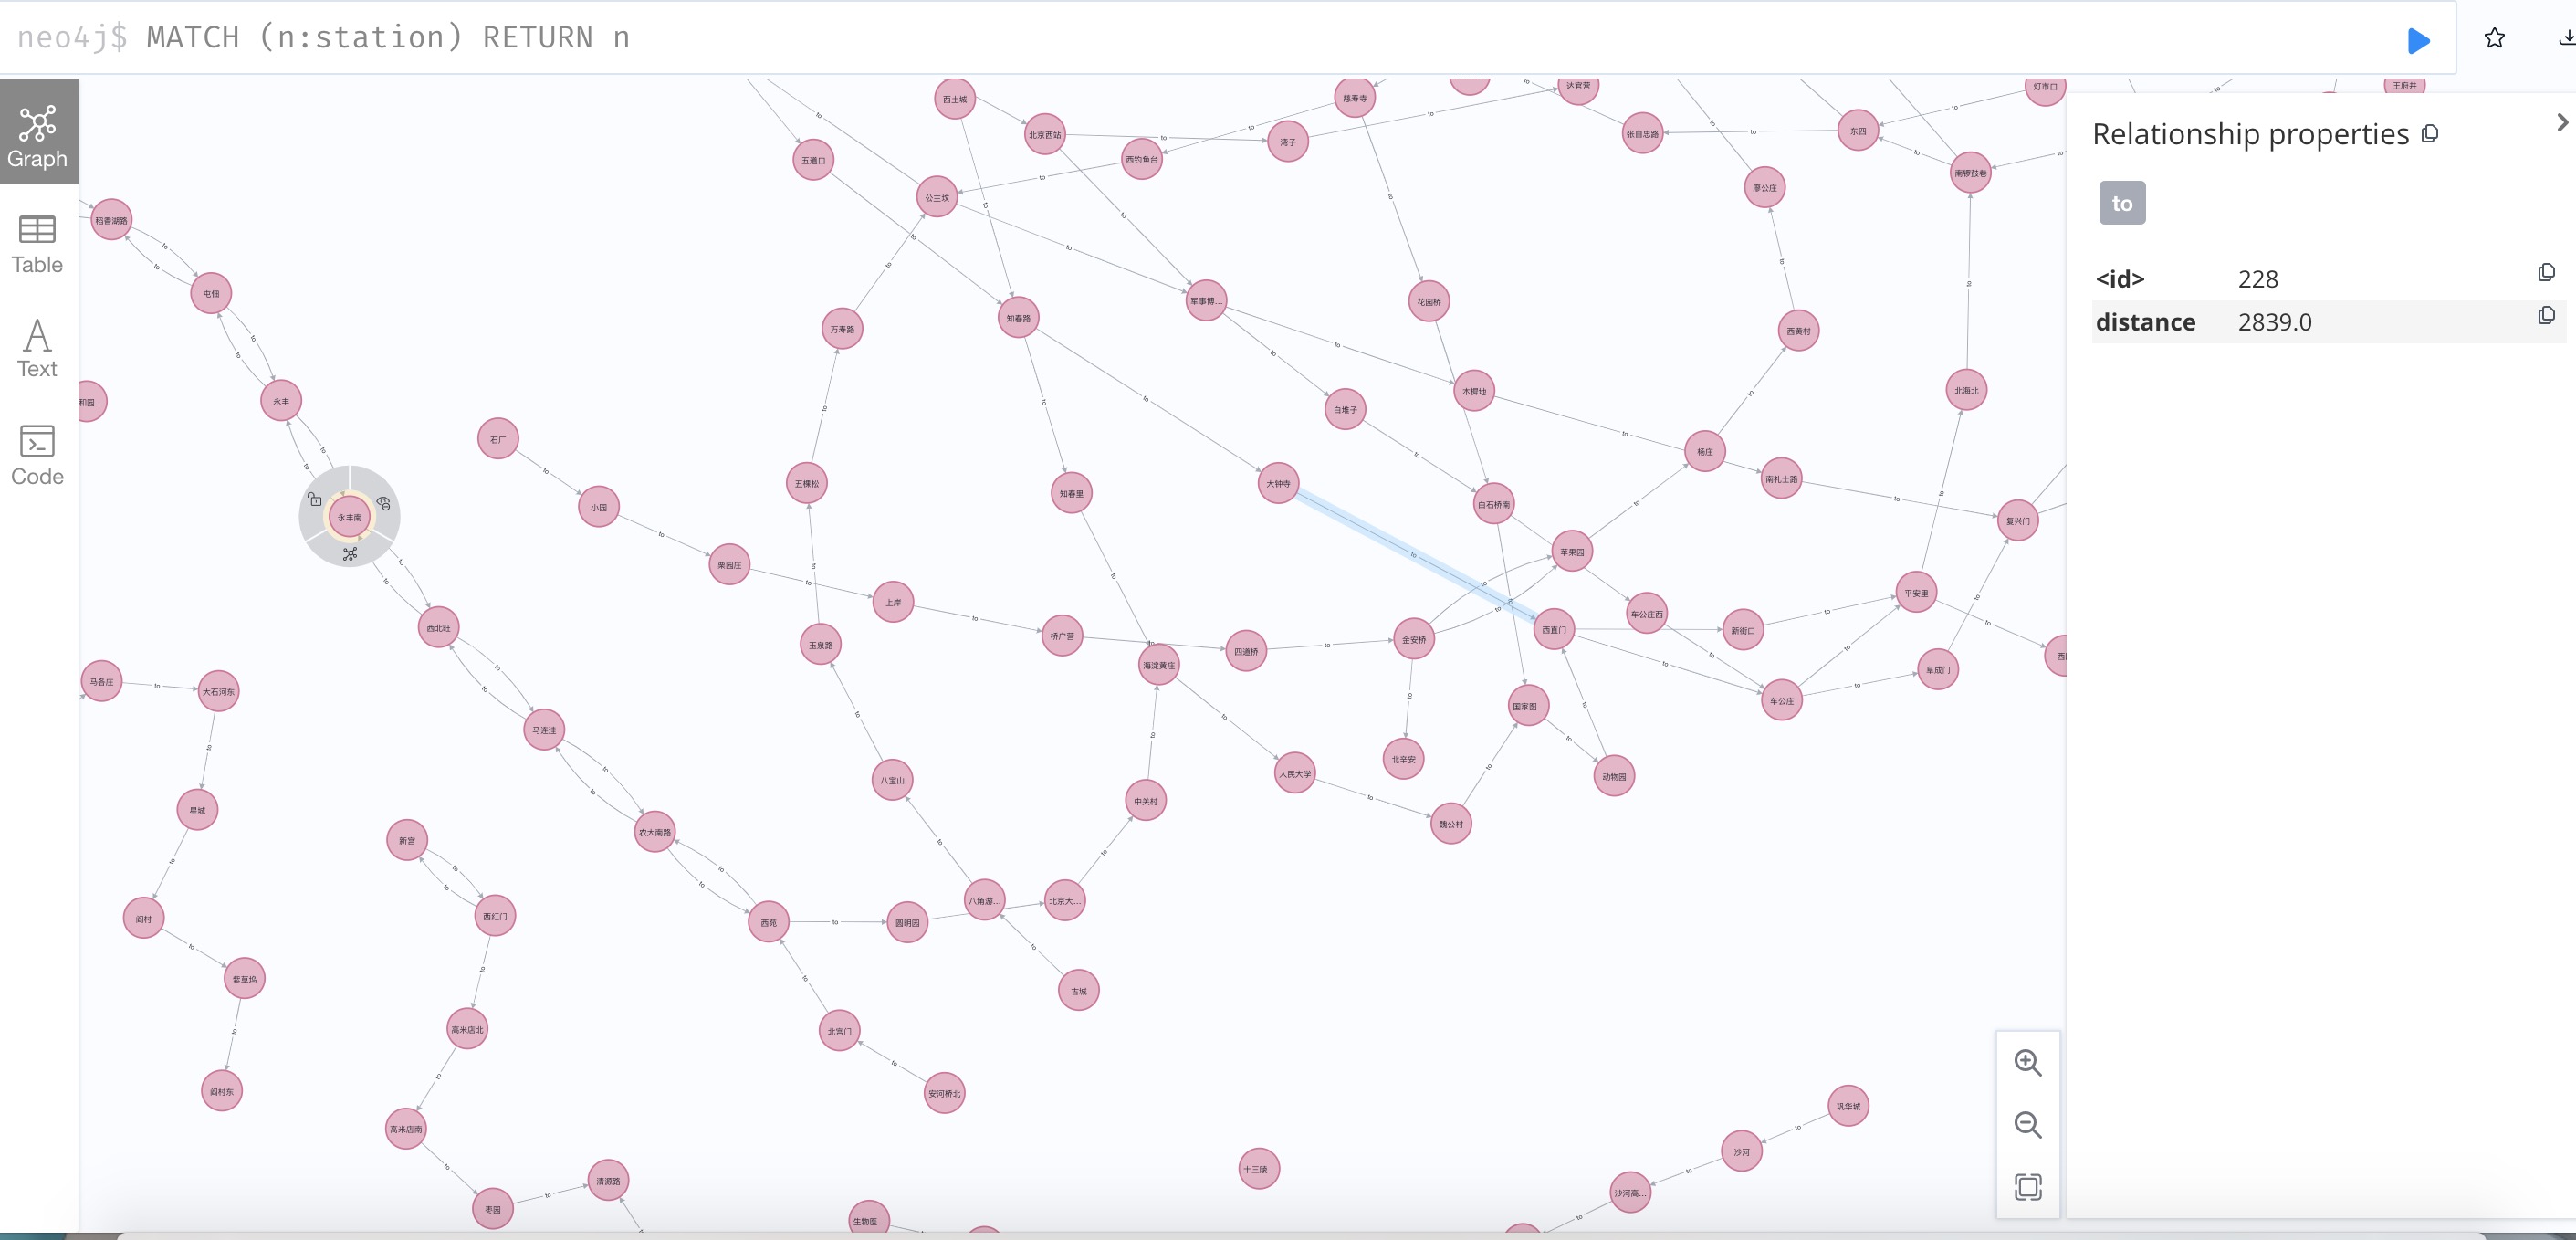 neo4j$ MATCH (n:station) RETURN n
Graph
Table
Text
Code
Relationship properties
to
<id> 228
distance 2839.0
西土城
慈寿寺
达官营
灯市口
王府井
北京西站
湾子
张自忠路
东四
五道口
西钓鱼台
南锣鼓巷
廖公庄
公主坟
稻香湖路
屯佃
军事博...
花园桥
知春路
万寿路
西黄村
木樨地
北海北
永丰
和园...
白堆子
石厂
杨庄
南礼士路
五棵松
大钟寺
知春里
白石桥南
小园
永丰南
复兴门
苹果园
栗园庄
平安里
上岸
车公庄西
西北旺
西直门
新街口
桥户营
金安桥
玉泉路
四道桥
海淀黄庄
阜成门
马各庄
大石河东
车公庄
国家图...
马连洼
北辛安
人民大学
动物园
八宝山
中关村
星城
魏公村
农大南路
新宫
八角游...
北京大...
西红门
阎村
西苑
圆明园
紫草坞
古城
高米店北
北宫门
阎村东
安河桥北
巩华城
高米店南
沙河
十三陵...
清源路
沙河高...
枣园
生物医...